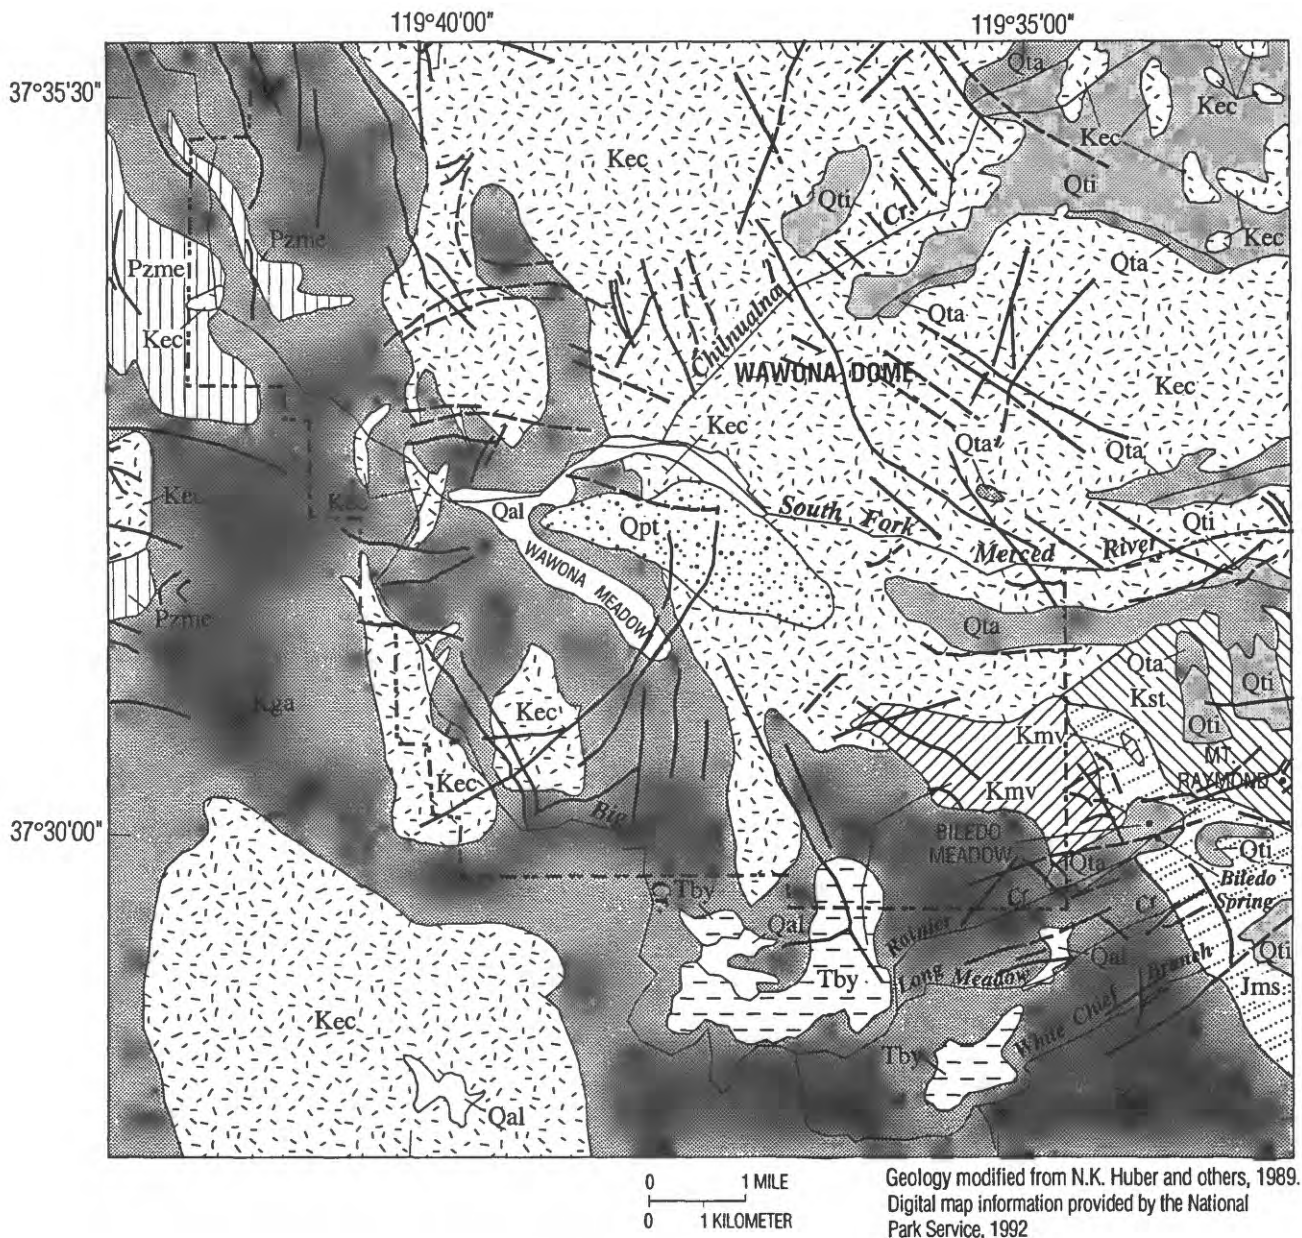 119°40'00"
119°35'00"
37°35'30"
Qta
Kec
Kec
Kec
Kec
Qti
Qti
Cr.
Pzme
Pzme
Kec
Qta
Kec
Chilnualna
Qta
WAWONA DOME
Kec
Kec
Qta
Qta
Kec
Kec
Qal
Qpt
South Fork
Merced River
Qti
WAWONA MEADOW
Pzme
Qta
Qta
Kst
Qti
Kga
Kec
Kmv
Qti
MT.
RAYMOND
Kec
Kmv
Big
37°30'00"
BILEDO
MEADOW
Qta
Qti
Biledo
Spring
Cr.
Tby
Qal
Rainier
Cr.
Cr.
Qal
Qti
Tby
Long Meadow
Branch
Jms
Kec
White Chief
Tby
Qal
0 1 MILE
0 1 KILOMETER
Geology modified from N.K. Huber and others, 1989.
Digital map information provided by the National
Park Service, 1992